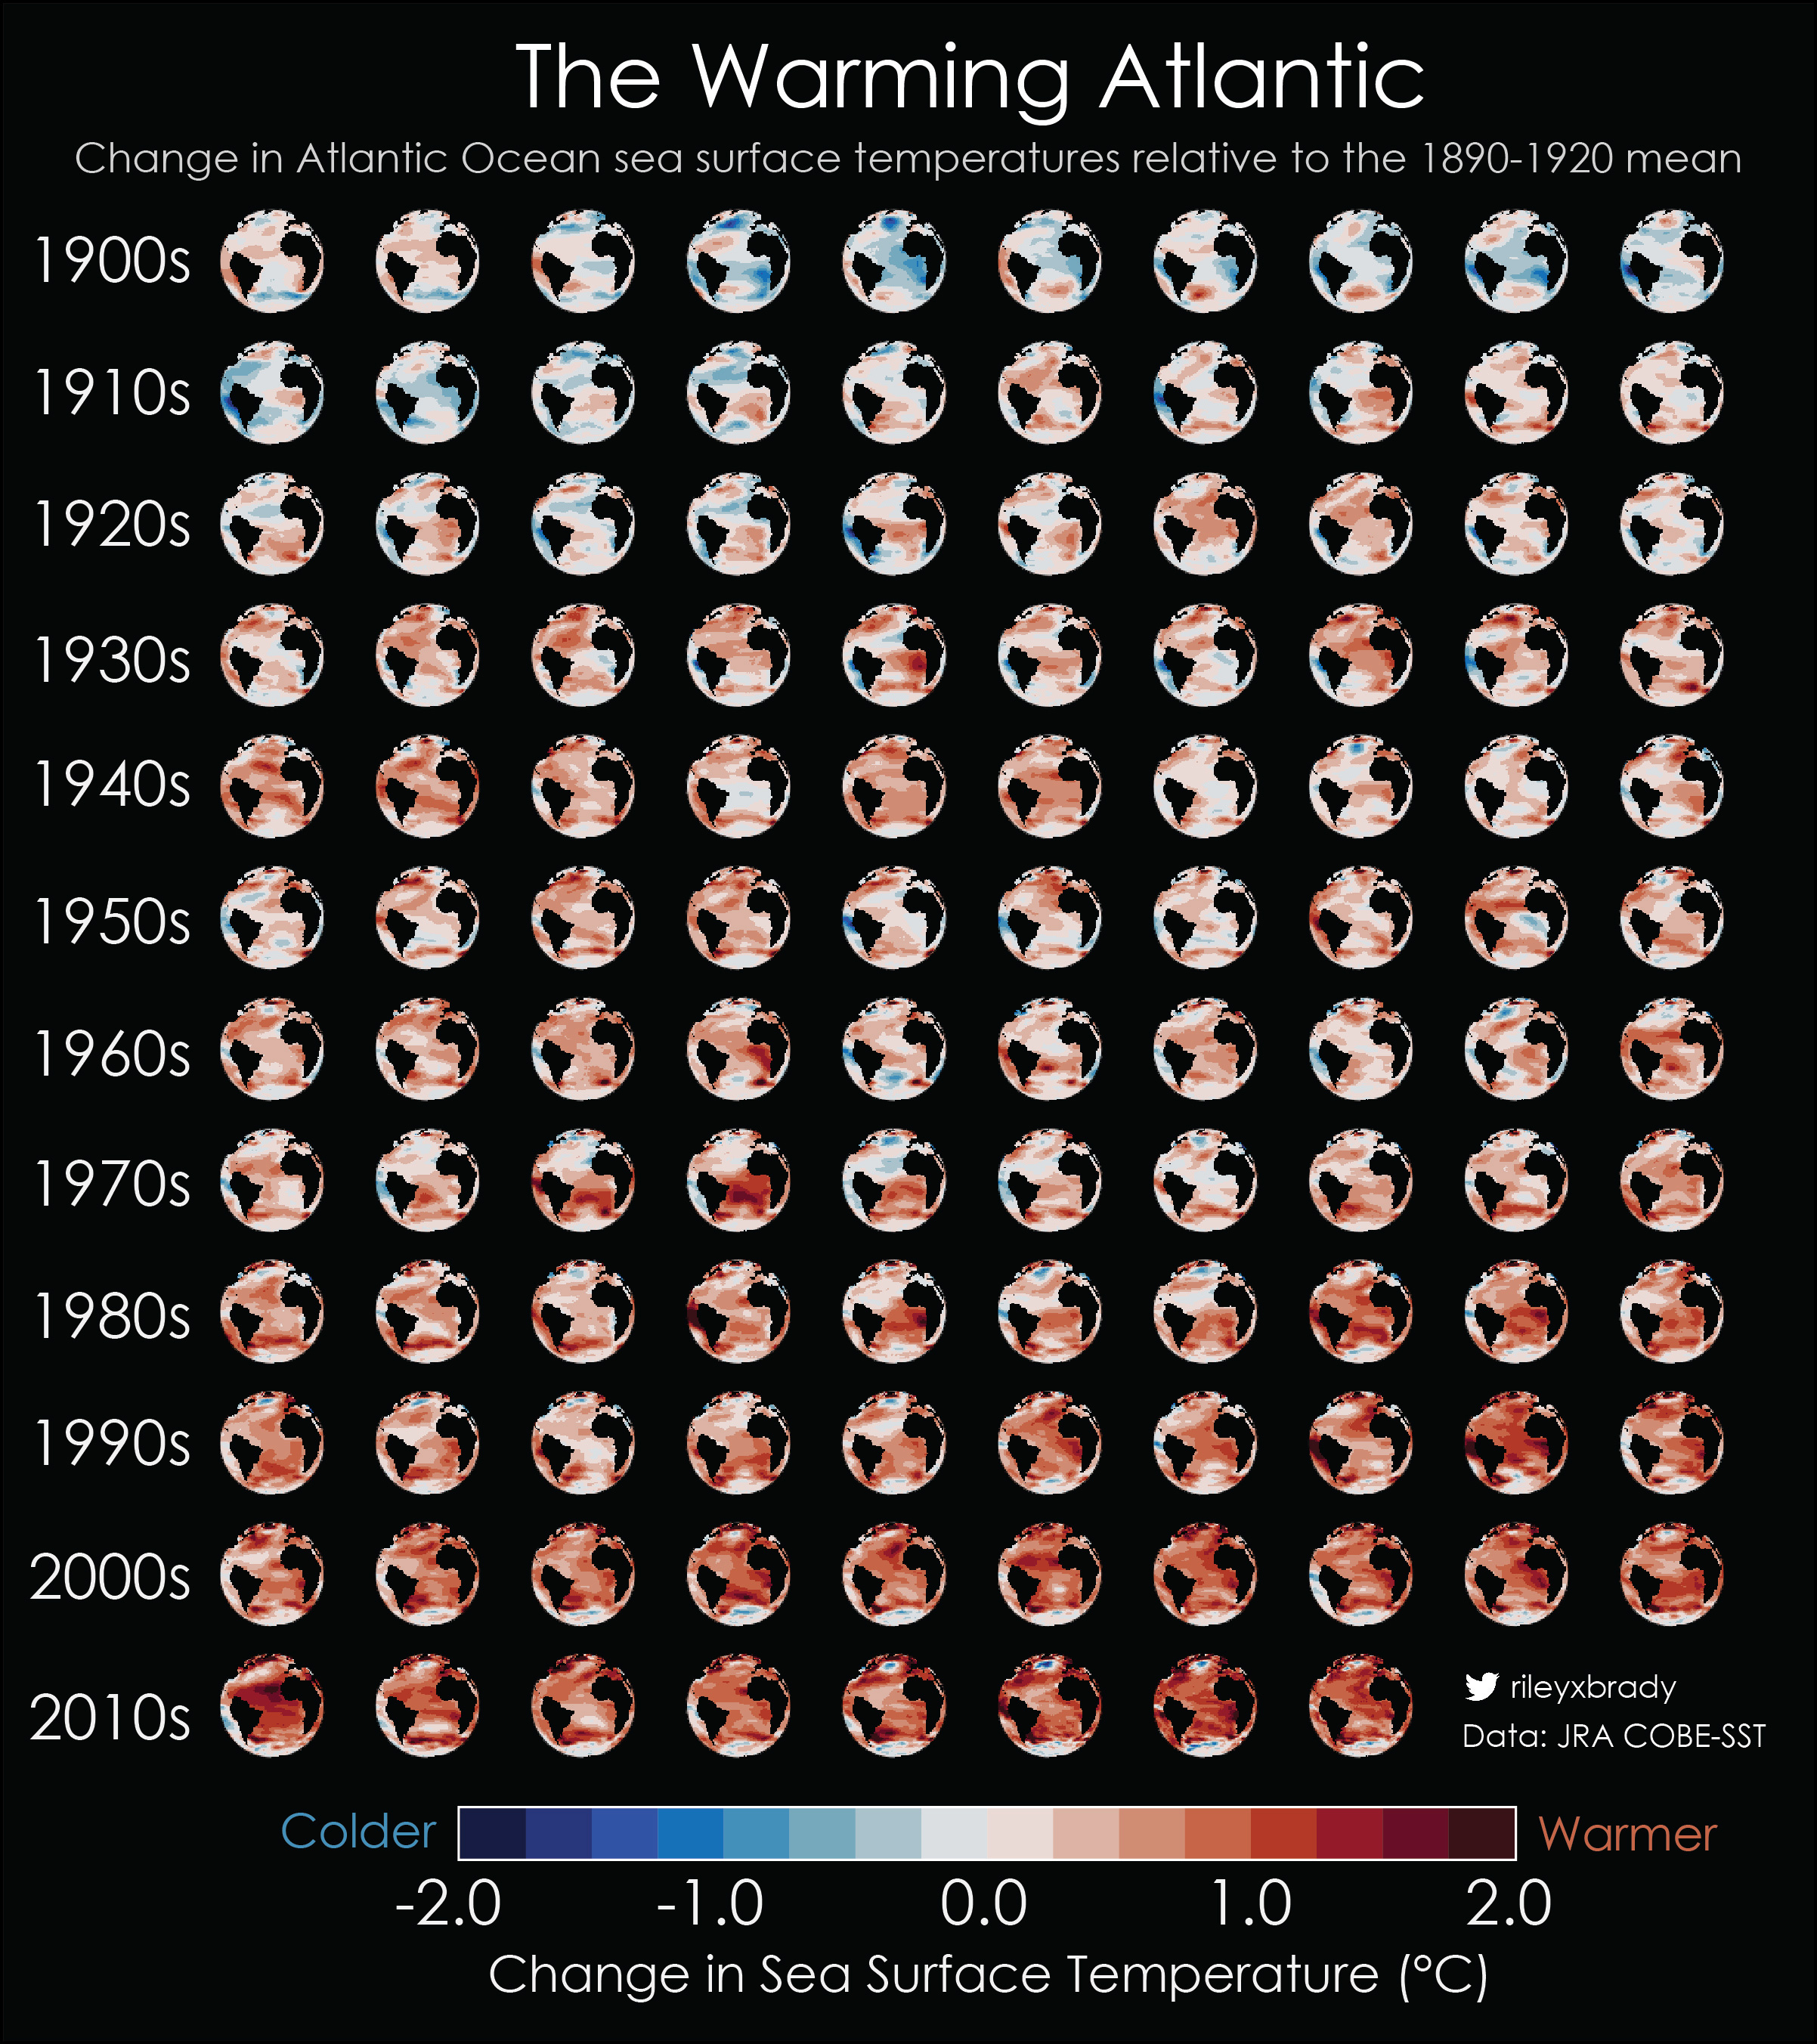 The Warming Atlantic
Change in Atlantic Ocean sea surface temperatures relative to the 1890-1920 mean
1900s
1910s
1920s
1930s
1940s
1950s
1960s
1970s
1980s
1990s
2000s
2010s
rileyxbrady
Data: JRA COBE-SST
Colder
Warmer
-2.0 -1.0 0.0 1.0 2.0
Change in Sea Surface Temperature (°C)